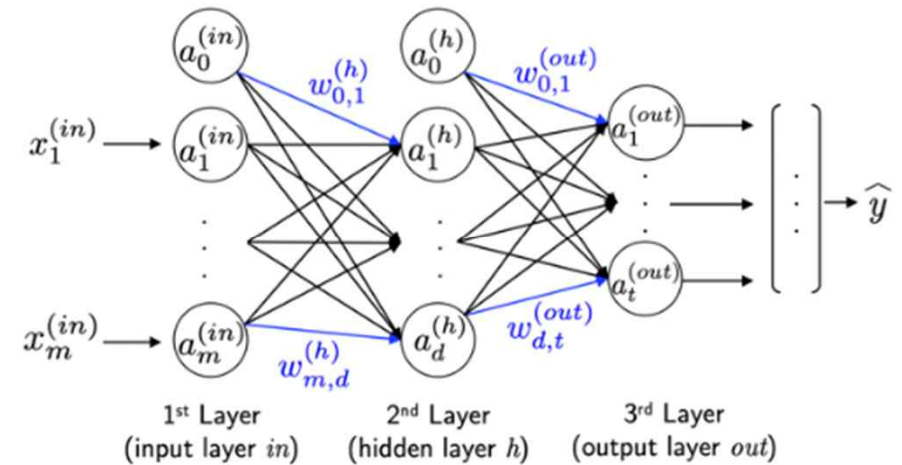 a_0^{(in)}
a_0^{(h)}
w_{0,1}^{(h)}
w_{0,1}^{(out)}
x_1^{(in)}
a_1^{(in)}
a_1^{(h)}
a_1^{(out)}
ŷ
x_m^{(in)}
a_m^{(in)}
w_{m,d}^{(h)}
a_d^{(h)}
w_{d,t}^{(out)}
a_t^{(out)}
1st Layer
(input layer in)
2nd Layer
(hidden layer h)
3rd Layer
(output layer out)